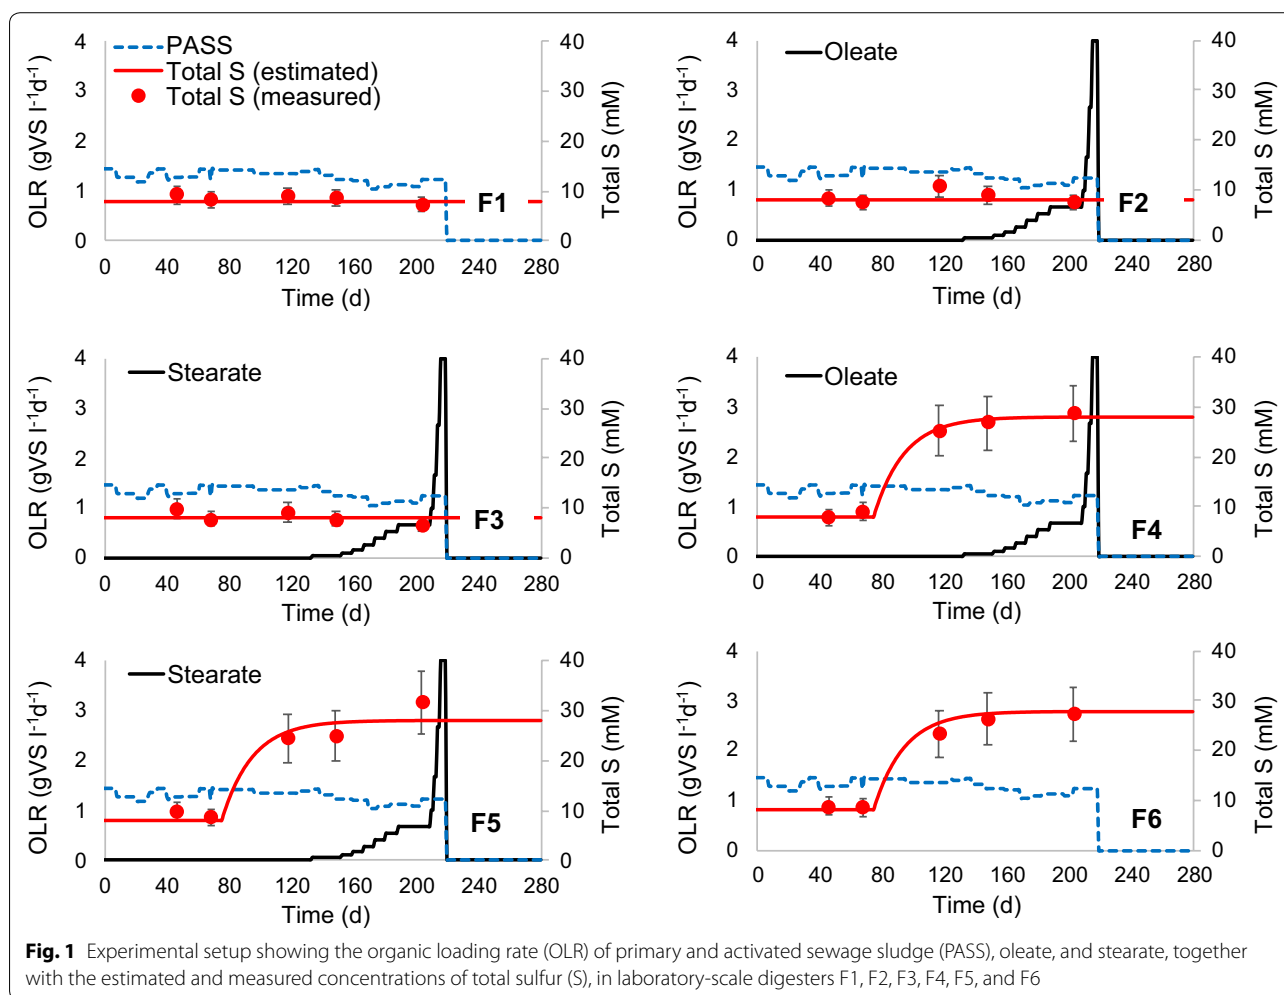 PASS
Total S (estimated)
Total S (measured)
OLR (gVS l-1d-1)
4
3
2
1
0
40
30
20
10
0
Total S (mM)
F1
0 40 80 120 160 200 240 280
Time (d)
Oleate
OLR (gVS l-1d-1)
4
3
2
1
0
40
30
20
10
0
Total S (mM)
F2
0 40 80 120 160 200 240 280
Time (d)
Stearate
OLR (gVS l-1d-1)
4
3
2
1
0
40
30
20
10
0
Total S (mM)
F3
0 40 80 120 160 200 240 280
Time (d)
Oleate
OLR (gVS l-1d-1)
4
3
2
1
0
40
30
20
10
0
Total S (mM)
F4
0 40 80 120 160 200 240 280
Time (d)
Stearate
OLR (gVS l-1d-1)
4
3
2
1
0
40
30
20
10
0
Total S (mM)
F5
0 40 80 120 160 200 240 280
Time (d)
OLR (gVS l-1d-1)
4
3
2
1
0
40
30
20
10
0
Total S (mM)
F6
0 40 80 120 160 200 240 280
Time (d)
Fig. 1 Experimental setup showing the organic loading rate (OLR) of primary and activated sewage sludge (PASS), oleate, and stearate, together
with the estimated and measured concentrations of total sulfur (S), in laboratory-scale digesters F1, F2, F3, F4, F5, and F6